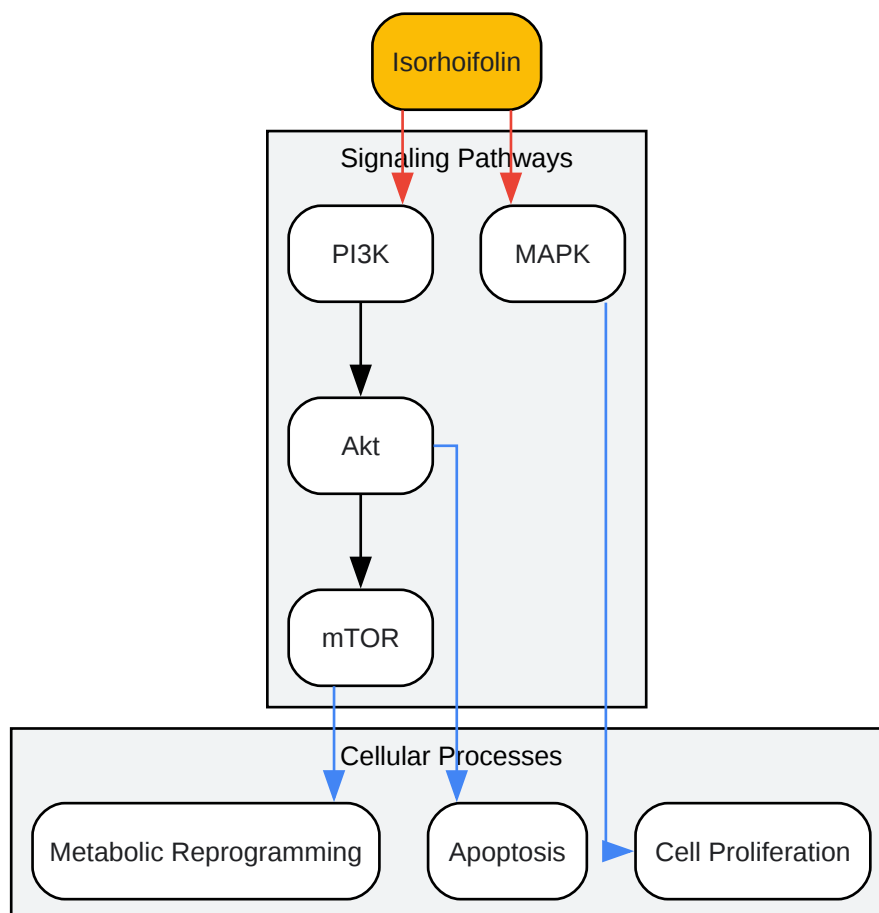 Isorhoifolin
Signaling Pathways
PI3K
MAPK
Akt
mTOR
Cellular Processes
Metabolic Reprogramming
Apoptosis
Cell Proliferation